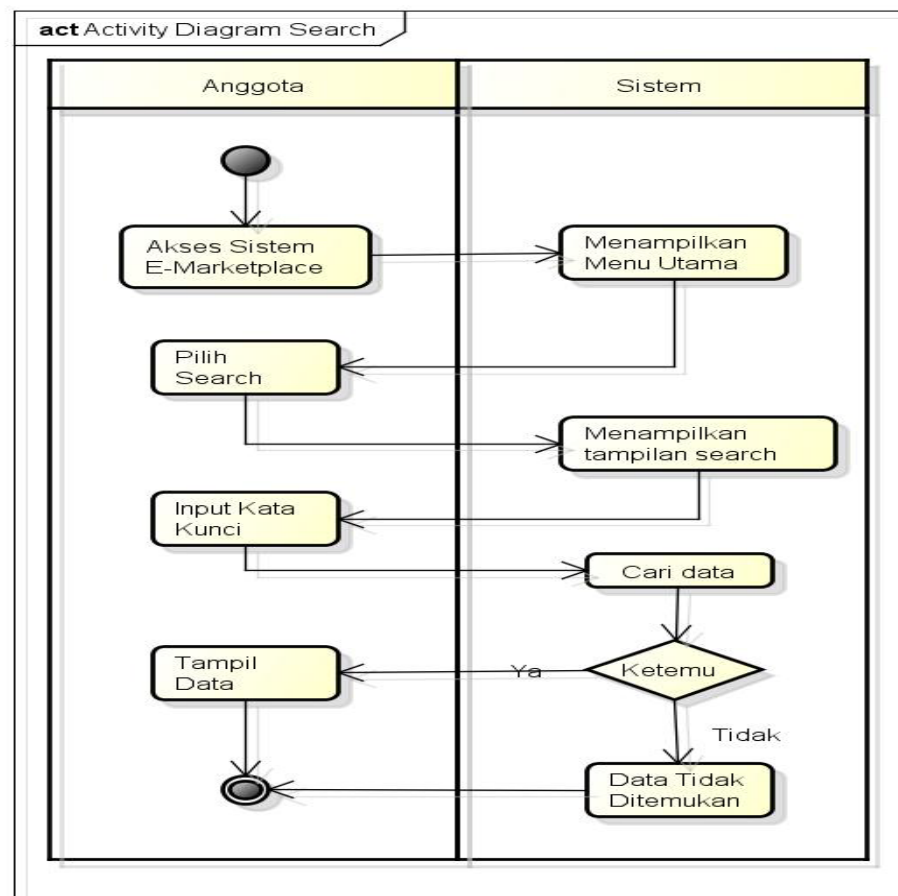 act Activity Diagram Search
Anggota
Sistem
Akses Sistem
E-Marketplace
Menampilkan
Menu Utama
Pilih
Search
Menampilkan
tampilan search
Input Kata
Kunci
Cari data
Ketemu
Ya
Tampil
Data
Tidak
Data Tidak
Ditemukan